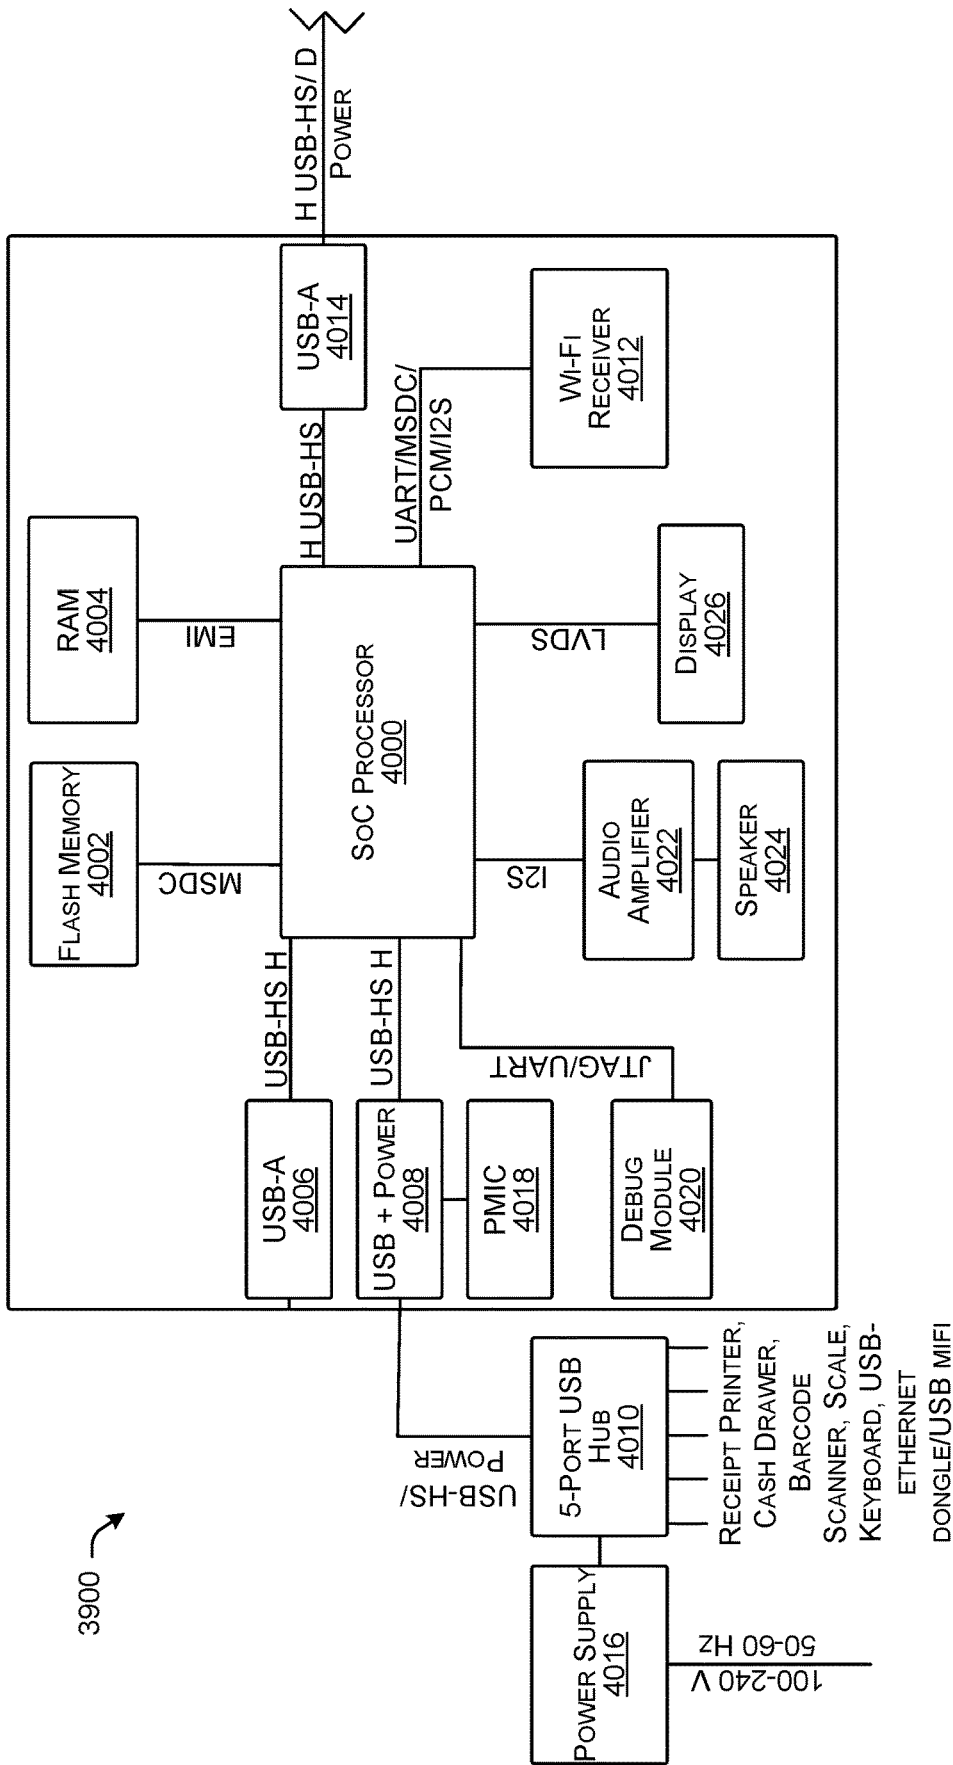 3900
FLASH MEMORY
4002
RAM
4004
MSDC
EMI
USB-HS H
USB-HS H
H USB-HS
H USB-HS/ D
POWER
USB-A
4006
USB + POWER
4008
PMIC
4018
DEBUG
MODULE
4020
JTAG/UART
SOC PROCESSOR
4000
USB-A
4014
UART/MSDC/
PCM/I2S
WI-FI
RECEIVER
4012
I2S
LVDS
AUDIO
AMPLIFIER
4022
SPEAKER
4024
DISPLAY
4026
USB-HS/
POWER
5-PORT USB
HUB
4010
POWER SUPPLY
4016
100-240 V
50-60 Hz
RECEIPT PRINTER,
CASH DRAWER,
BARCODE
SCANNER, SCALE,
KEYBOARD, USB-
ETHERNET
DONGLE/USB MIFI